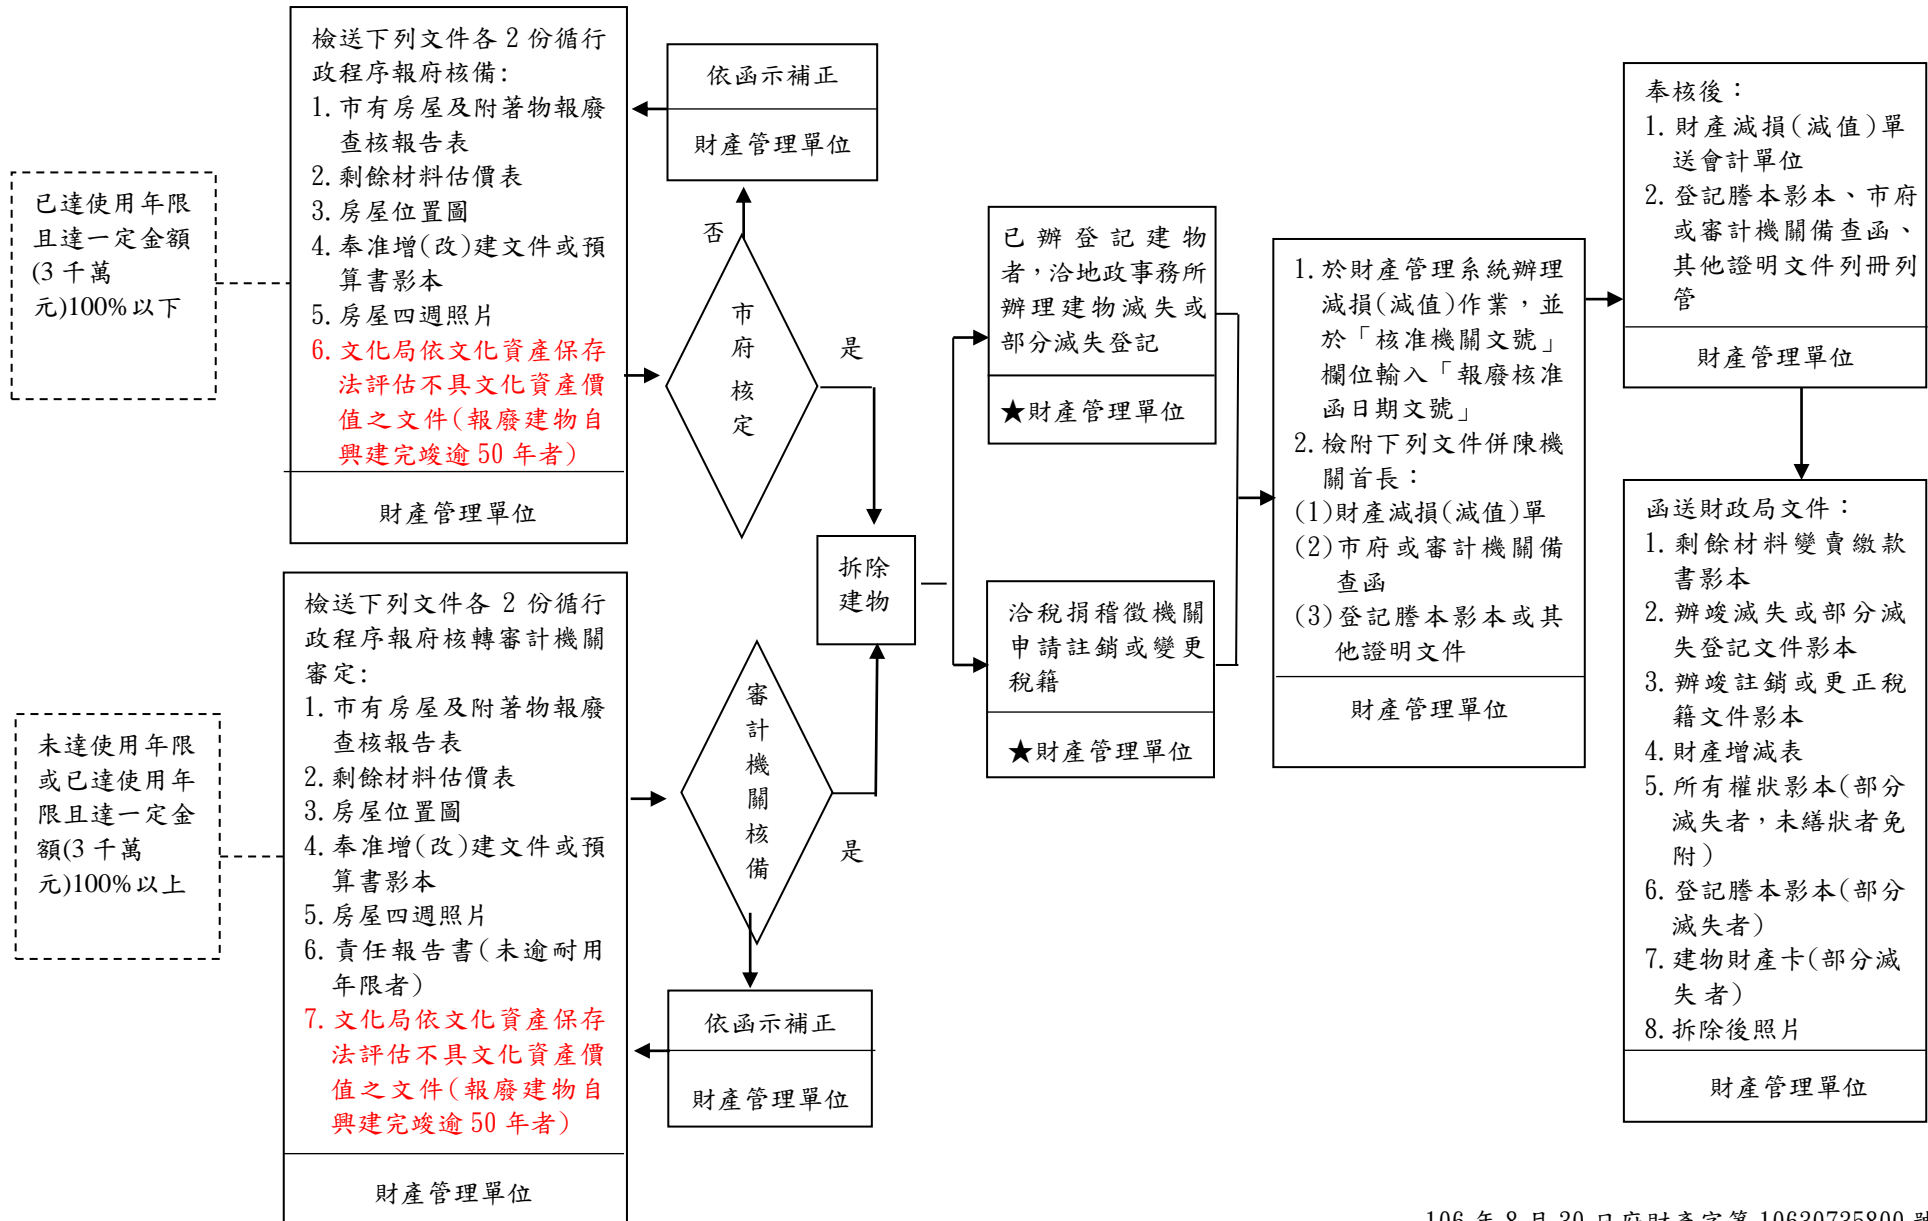 已達使用年限
且達一定金額
(3 千萬
元)100%以下
檢送下列文件各 2 份循行
政程序報府核備:
1. 市有房屋及附著物報廢
查核報告表
2. 剩餘材料估價表
3. 房屋位置圖
4. 奉准增(改)建文件或預
算書影本
5. 房屋四週照片
6. 文化局依文化資產保存
法評估不具文化資產價
值之文件(報廢建物自
興建完竣逾 50 年者)
財產管理單位
依函示補正
財產管理單位
否
市
府
核
定
是
未達使用年限
或已達使用年
限且達一定金
額(3 千萬
元)100%以上
檢送下列文件各 2 份循行
政程序報府核轉審計機關
審定:
1. 市有房屋及附著物報廢
查核報告表
2. 剩餘材料估價表
3. 房屋位置圖
4. 奉准增(改)建文件或預
算書影本
5. 房屋四週照片
6. 責任報告書(未逾耐用
年限者)
7. 文化局依文化資產保存
法評估不具文化資產價
值之文件(報廢建物自
興建完竣逾 50 年者)
財產管理單位
審
計
機
關
核
備
是
依函示補正
財產管理單位
拆除
建物
已辦登記建物
者,洽地政事務所
辦理建物滅失或
部分滅失登記
★財產管理單位
洽稅捐稽徵機關
申請註銷或變更
稅籍
★財產管理單位
1. 於財產管理系統辦理
減損(減值)作業,並
於「核准機關文號」
欄位輸入「報廢核准
函日期文號」
2. 檢附下列文件併陳機
關首長：
(1)財產減損(減值)單
(2)市府或審計機關備
查函
(3)登記謄本影本或其
他證明文件
財產管理單位
奉核後：
1. 財產減損(減值)單
送會計單位
2. 登記謄本影本、市府
或審計機關備查函、
其他證明文件列冊列
管
財產管理單位
函送財政局文件：
1. 剩餘材料變賣繳款
書影本
2. 辦竣滅失或部分滅
失登記文件影本
3. 辦竣註銷或更正稅
籍文件影本
4. 財產增減表
5. 所有權狀影本(部分
滅失者,未繕狀者免
附)
6. 登記謄本影本(部分
滅失者)
7. 建物財產卡(部分滅
失者)
8. 拆除後照片
財產管理單位
106 年 8 月 30 日府財產字第 10630735800 號